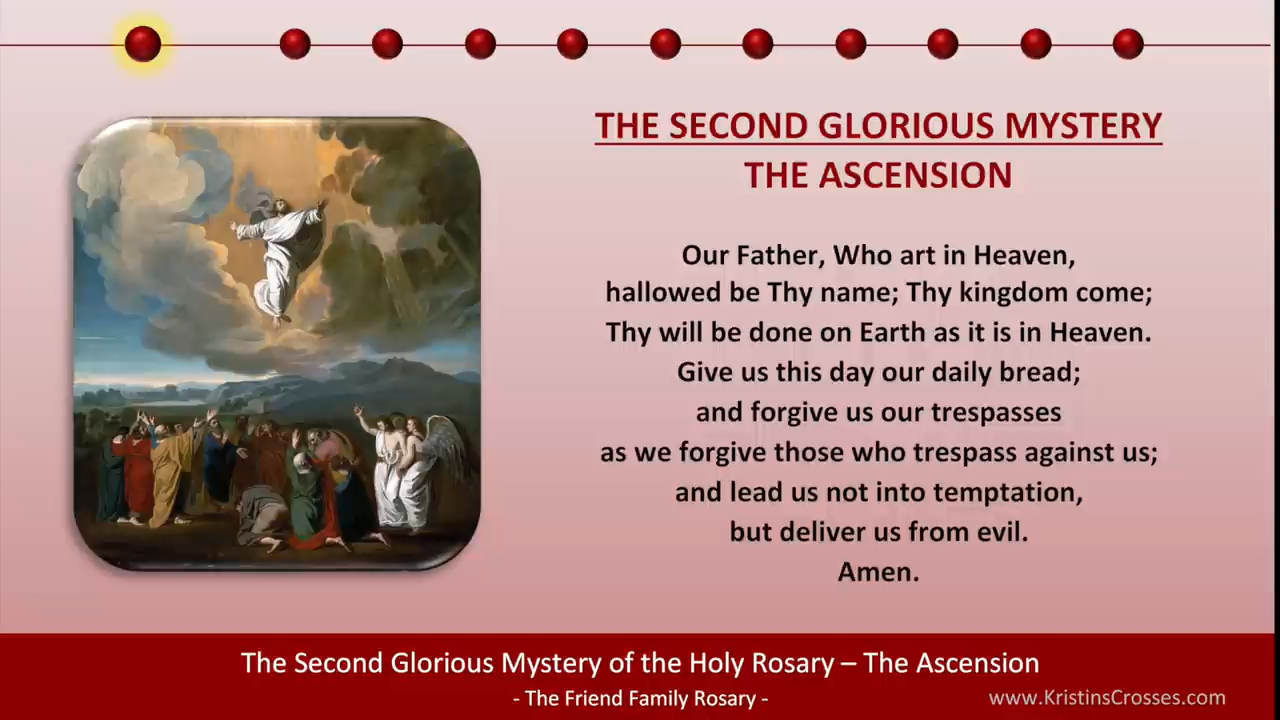 THE SECOND GLORIOUS MYSTERY
THE ASCENSION
Our Father, Who art in Heaven,
hallowed be Thy name; Thy kingdom come;
Thy will be done on Earth as it is in Heaven.
Give us this day our daily bread;
and forgive us our trespasses
as we forgive those who trespass against us;
and lead us not into temptation,
but deliver us from evil.
Amen.
The Second Glorious Mystery of the Holy Rosary – The Ascension
- The Friend Family Rosary -
www.KristinsCrosses.com